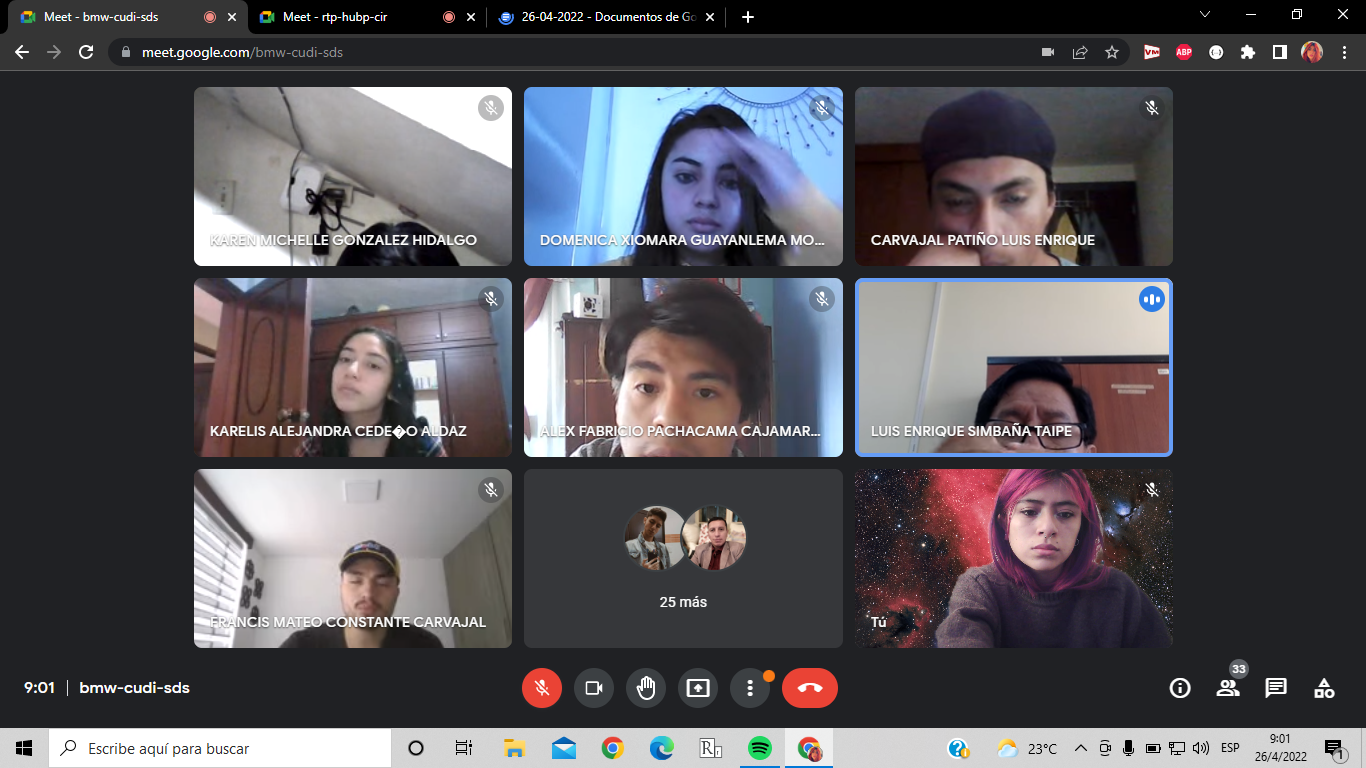 Meet - bmw-cudi-sds
Meet - rtp-hubp-cir
26-04-2022 - Documentos de Go
meet.google.com/bmw-cudi-sds
VM
ABP
KAREN MICHELLE GONZALEZ HIDALGO
DOMENICA XIOMARA GUAYANLEMA MO...
CARVAJAL PATIÑO LUIS ENRIQUE
KARELIS ALEJANDRA CEDE�O ALDAZ
ALEX FABRICIO PACHACAMA CAJAMAR...
LUIS ENRIQUE SIMBAÑA TAIPE
FRANCIS MATEO CONSTANTE CARVAJAL
25 más
Tú
9:01 | bmw-cudi-sds
33
Escribe aquí para buscar
23°C
ESP
9:01
26/4/2022
1